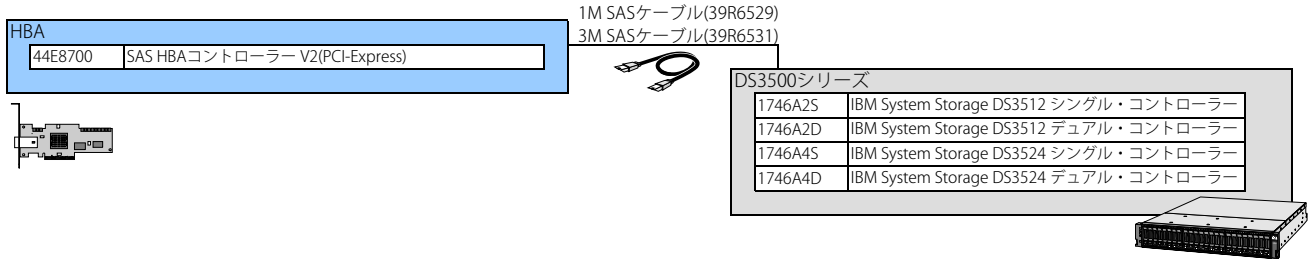 1M SASケーブル(39R6529)
3M SASケーブル(39R6531)
HBA
44E8700 SAS HBAコントローラー V2(PCI-Express)
DS3500シリーズ
1746A2S IBM System Storage DS3512 シングル・コントローラー
1746A2D IBM System Storage DS3512 デュアル・コントローラー
1746A4S IBM System Storage DS3524 シングル・コントローラー
1746A4D IBM System Storage DS3524 デュアル・コントローラー